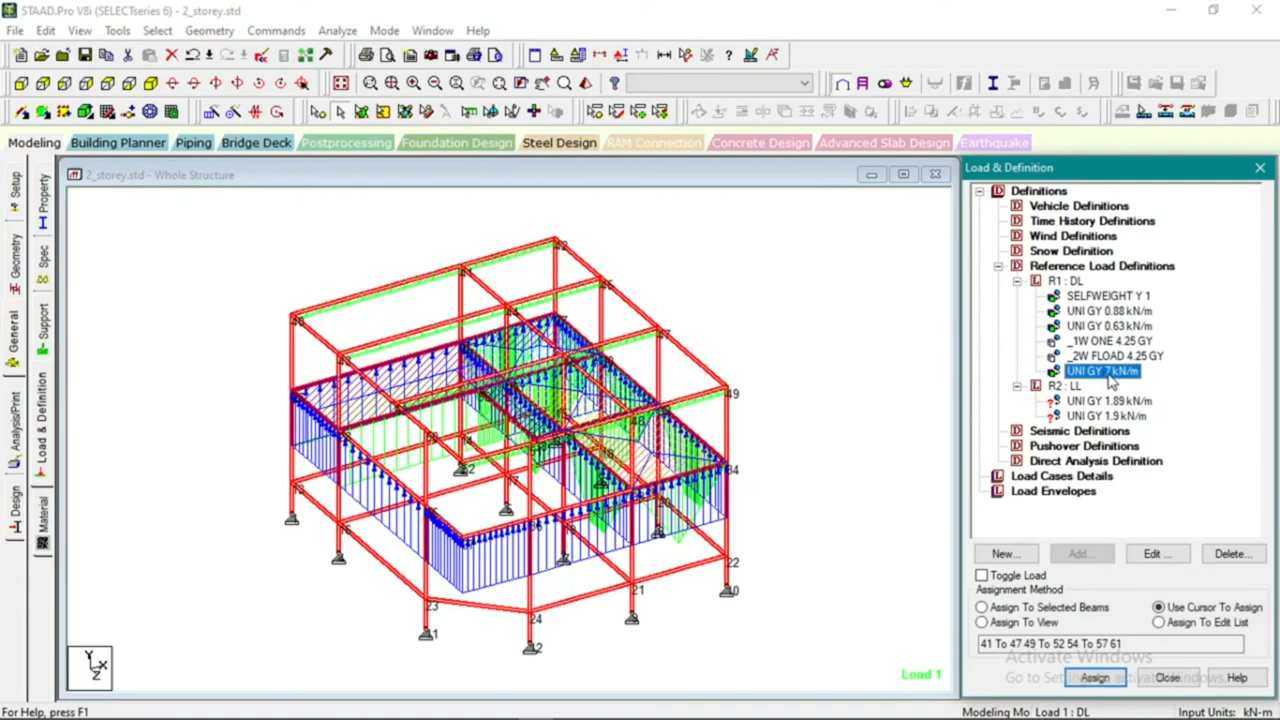 STAAD.Pro V8i (SELECTseries 6) - 2_storey.std
File Edit View Tools Select Geometry Commands Analyze Mode Window Help
Modeling Building Planner Piping Bridge Deck Postprocessing Foundation Design Steel Design RAM Connection Concrete Design Advanced Slab Design Earthquake
Setup
Geometry
General
Analysis/Print
Design
Property
Spec
Support
Load & Definition
Material
2_storey.std - Whole Structure
47
49
48
34
22
21
23
24
Y
X
Z
Load 1
Load & Definition
Definitions
Vehicle Definitions
Time History Definitions
Wind Definitions
Snow Definition
Reference Load Definitions
R1 : DL
SELFWEIGHT Y 1
UNI GY 0.88 kN/m
UNI GY 0.63 kN/m
_1W ONE 4.25 GY
_2W FLOAD 4.25 GY
UNI GY 7 kN/m
R2 : LL
UNI GY 1.89 kN/m
UNI GY 1.9 kN/m
Seismic Definitions
Pushover Definitions
Direct Analysis Definition
Load Cases Details
Load Envelopes
New... Add... Edit ... Delete...
Toggle Load
Assignment Method
Assign To Selected Beams Use Cursor To Assign
Assign To View Assign To Edit List
41 To 47 49 To 52 54 To 57 61
Activate Windows
Assign Close Help
For Help, press F1 Modeling Mo Load 1 : DL Input Units: kN-m